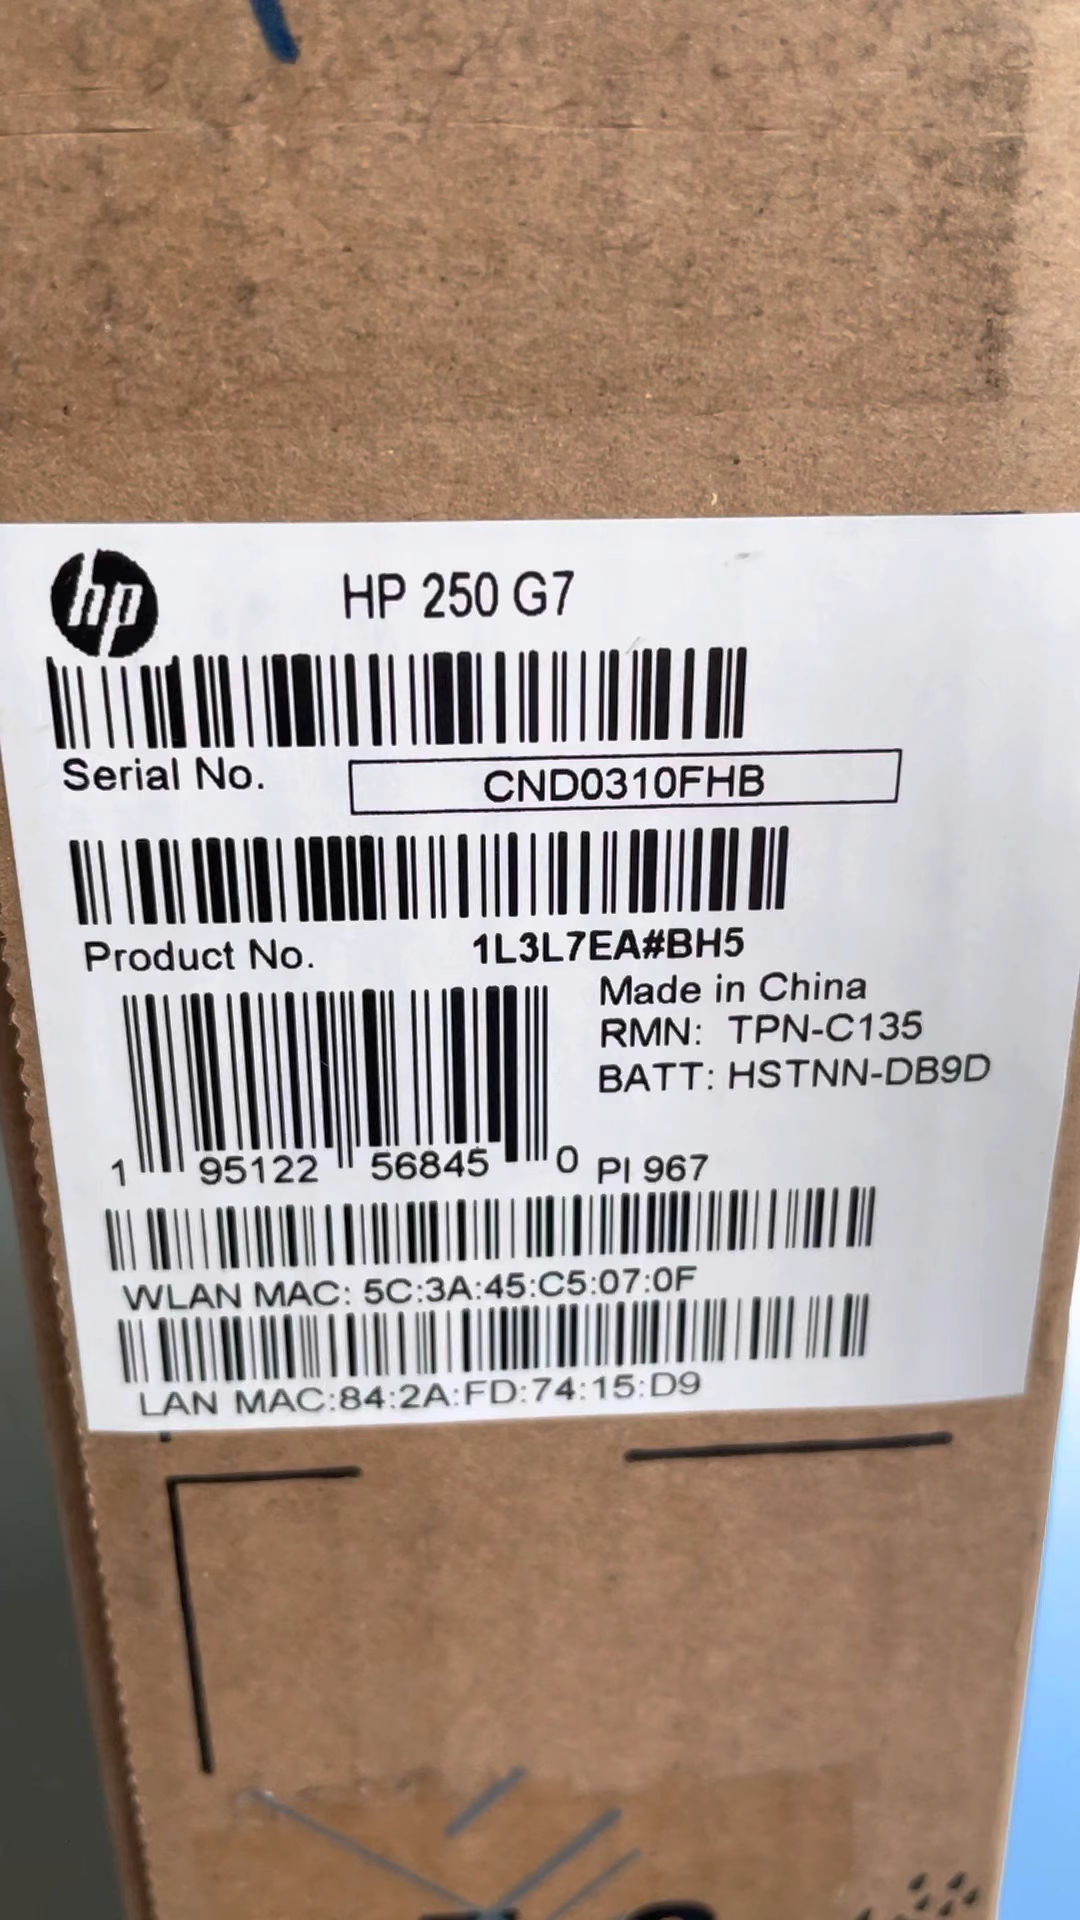 hp
HP 250 G7
Serial No. CND0310FHB
Product No. 1L3L7EA#BH5
Made in China
RMN: TPN-C135
BATT: HSTNN-DB9D
1 95122 56845 0 PI 967
WLAN MAC: 5C:3A:45:C5:07:0F
LAN MAC:84:2A:FD:74:15:D9